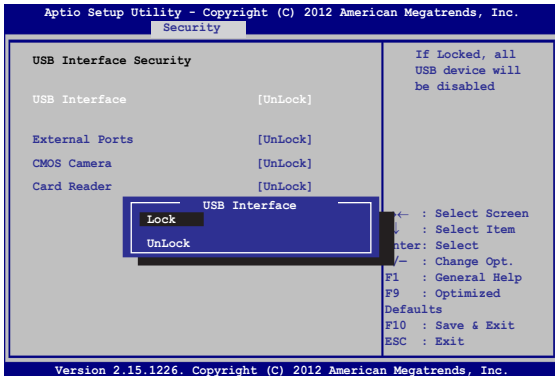 Aptio Setup Utility - Copyright (C) 2012 American Megatrends, Inc.
Security
USB Interface Security
USB Interface [UnLock]
External Ports [UnLock]
CMOS Camera [UnLock]
Card Reader [UnLock]
USB Interface
Lock
UnLock
If Locked, all
USB device will
be disabled
← : Select Screen
↓ : Select Item
nter: Select
/— : Change Opt.
F1 : General Help
F9 : Optimized
Defaults
F10 : Save & Exit
ESC : Exit
Version 2.15.1226. Copyright (C) 2012 American Megatrends, Inc.